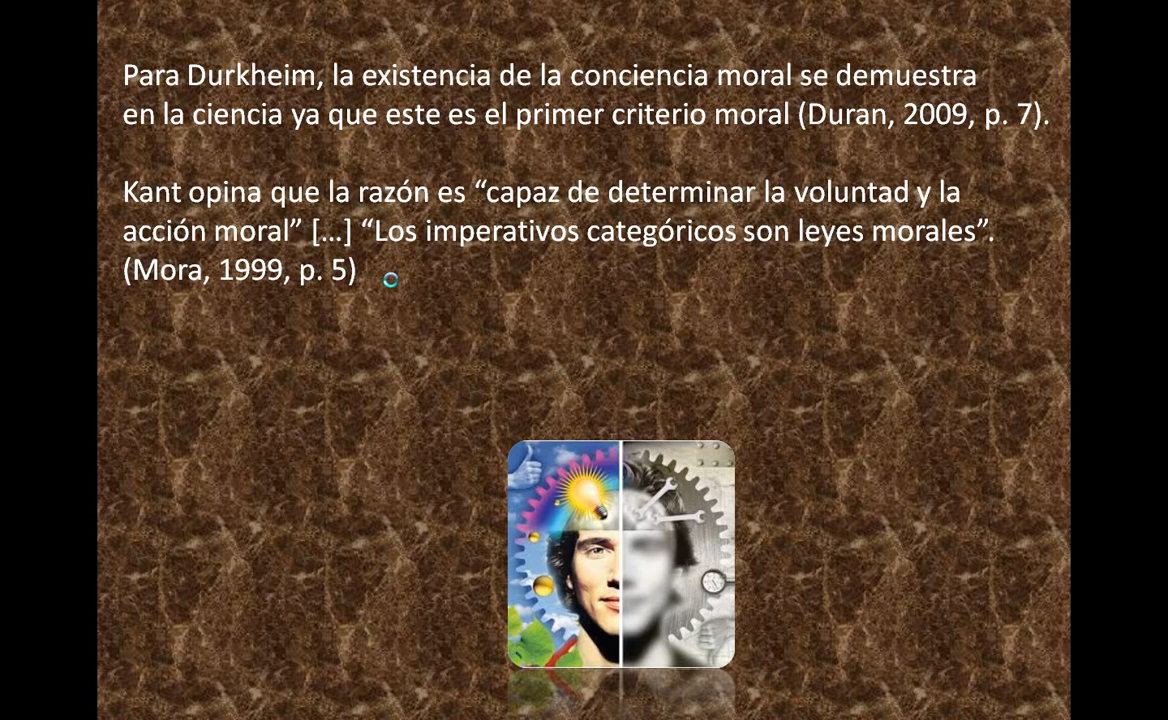 Para Durkheim, la existencia de la conciencia moral se demuestra
en la ciencia ya que este es el primer criterio moral (Duran, 2009, p. 7).
Kant opina que la razón es “capaz de determinar la voluntad y la
acción moral” […] “Los imperativos categóricos son leyes morales”.
(Mora, 1999, p. 5)